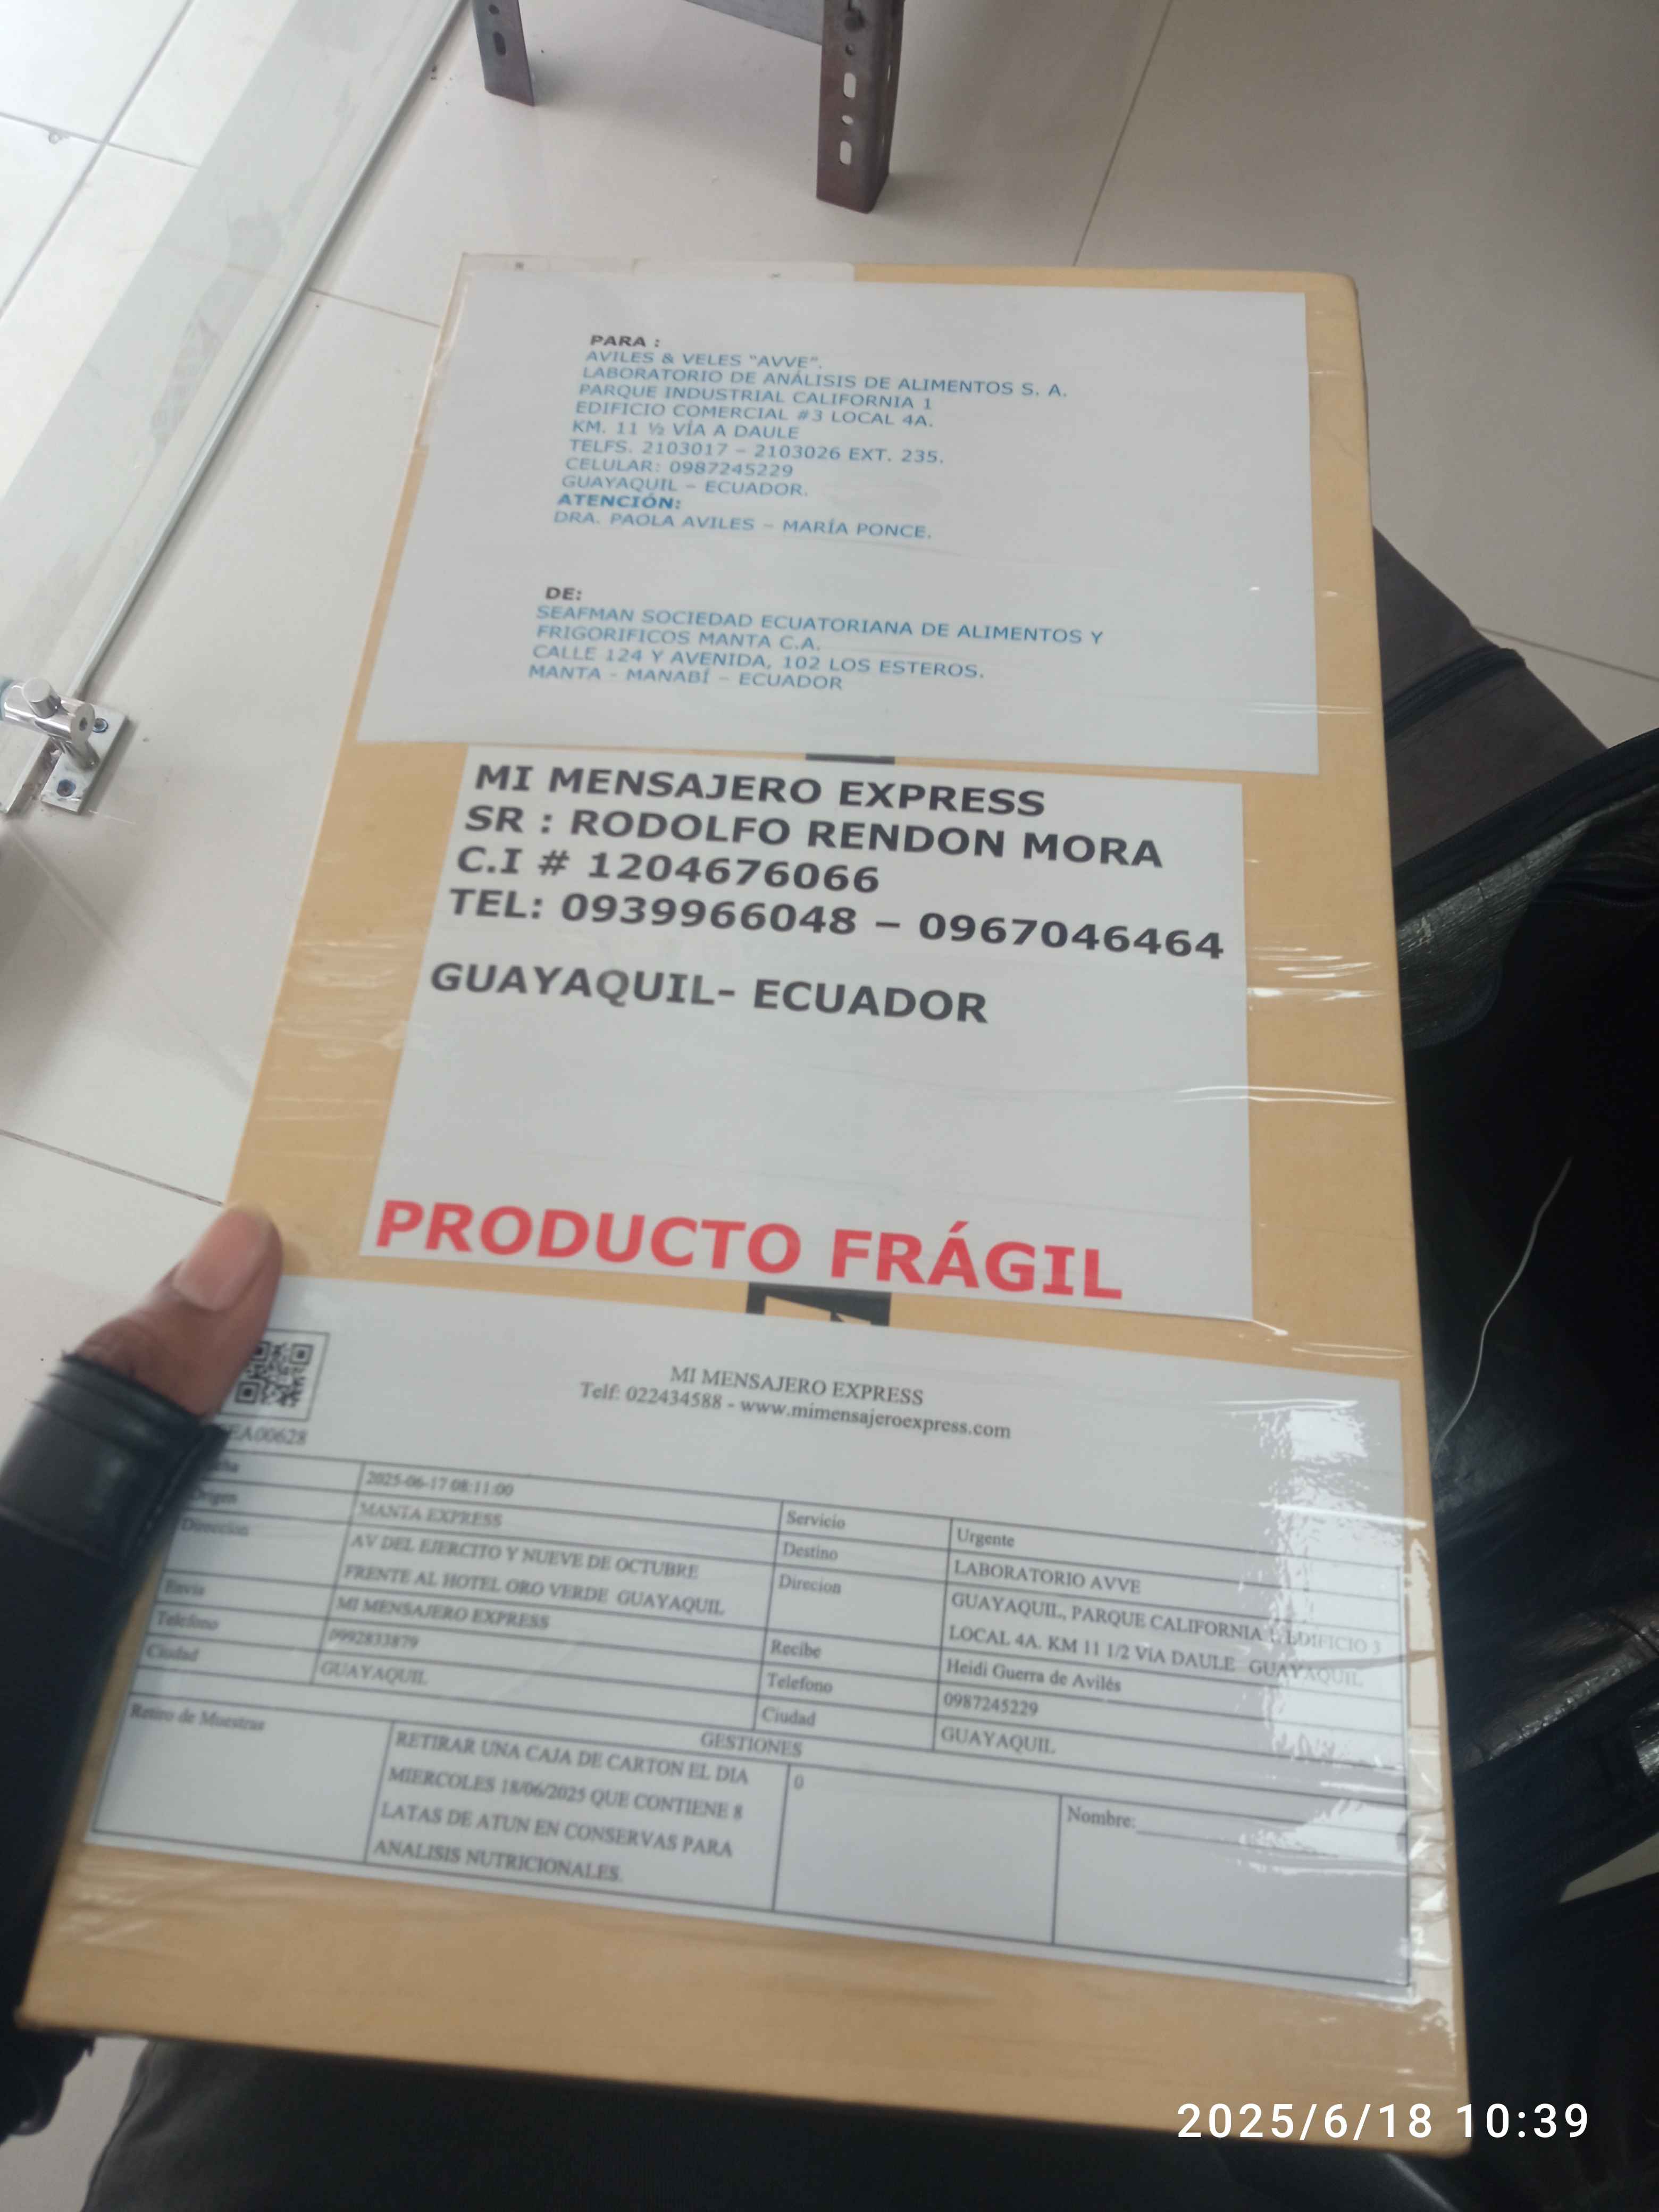 PARA :
AVILES & VELES "AVVE".
LABORATORIO DE ANÁLISIS DE ALIMENTOS S. A.
PARQUE INDUSTRIAL CALIFORNIA 1
EDIFICIO COMERCIAL #3 LOCAL 4A.
KM. 11 ½ VÍA A DAULE
TELFS. 2103017 – 2103026 EXT. 235.
CELULAR: 0987245229
GUAYAQUIL – ECUADOR.
ATENCIÓN:
DRA. PAOLA AVILES – MARÍA PONCE.
DE:
SEAFMAN SOCIEDAD ECUATORIANA DE ALIMENTOS Y
FRIGORIFICOS MANTA C.A.
CALLE 124 Y AVENIDA, 102 LOS ESTEROS.
MANTA - MANABÍ – ECUADOR
MI MENSAJERO EXPRESS
SR : RODOLFO RENDON MORA
C.I # 1204676066
TEL: 0939966048 – 0967046464
GUAYAQUIL- ECUADOR
PRODUCTO FRÁGIL
MI MENSAJERO EXPRESS
Telf: 022434588 - www.mimensajeroexpress.com
EA00628
2025-06-17 08:11:00
Servicio Urgente
Origen MANTA EXPRESS
Destino LABORATORIO AVVE
Direccion AV DEL EJERCITO Y NUEVE DE OCTUBRE
FRENTE AL HOTEL ORO VERDE GUAYAQUIL
Direcion GUAYAQUIL, PARQUE CALIFORNIA 1 EDIFICIO 3
LOCAL 4A. KM 11 1/2 VíA DAULE GUAYAQUIL
Envia MI MENSAJERO EXPRESS
Recibe Heidi Guerra de Avilés
Telefono 0992833879
Telefono 0987245229
Ciudad GUAYAQUIL
Ciudad GUAYAQUIL
GESTIONES
Retiro de Muestras
RETIRAR UNA CAJA DE CARTON EL DIA
MIERCOLES 18/06/2025 QUE CONTIENE 8
LATAS DE ATUN EN CONSERVAS PARA
ANALISIS NUTRICIONALES.
0
Nombre:
2025/6/18 10:39